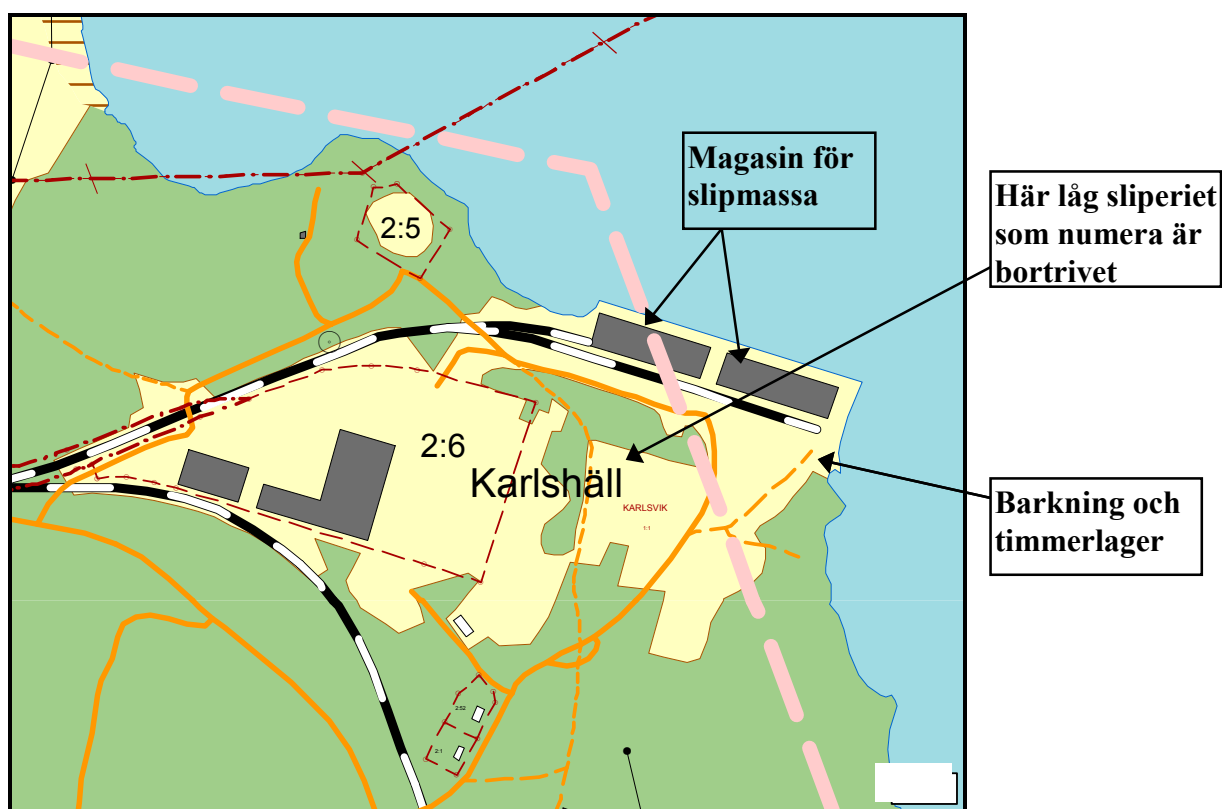 Magasin för
slipmassa
Här låg sliperiet
som numera är
bortrivet
2:5
2:6
Karlshäll
KARLSVIK
1:1
Barkning och
timmerlager
2:52
2:1